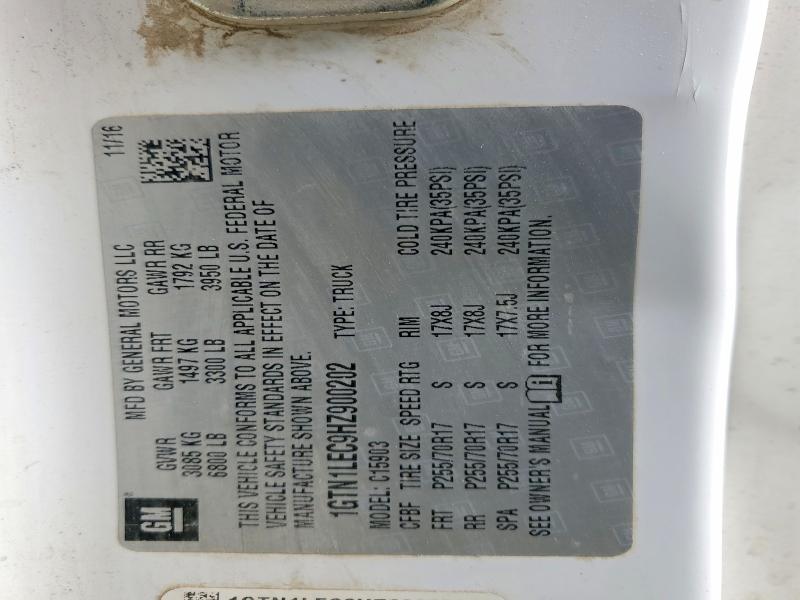 MFD BY GENERAL MOTORS LLC 11/16
GM
GVWR GAWR FRT GAWR RR
3085 KG 1497 KG 1792 KG
6800 LB 3300 LB 3950 LB
THIS VEHICLE CONFORMS TO ALL APPLICABLE U.S. FEDERAL MOTOR
VEHICLE SAFETY STANDARDS IN EFFECT ON THE DATE OF
MANUFACTURE SHOWN ABOVE.
1GTN1LEC9HZ900202 TYPE: TRUCK
MODEL: C15903
CFBF TIRE SIZE SPEED RTG RIM COLD TIRE PRESSURE
FRT P255/70R17 S 17X8J 240KPA(35PSI)
RR P255/70R17 S 17X8J 240KPA(35PSI)
SPA P255/70R17 S 17X7.5J 240KPA(35PSI)
SEE OWNER'S MANUAL FOR MORE INFORMATION.